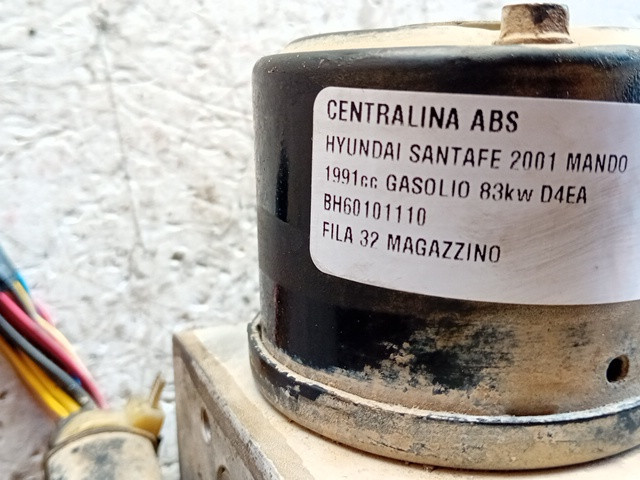 CENTRALINA ABS
HYUNDAI SANTAFE 2001 MANDO
1991cc GASOLIO 83kw D4EA
BH60101110
FILA 32 MAGAZZINO